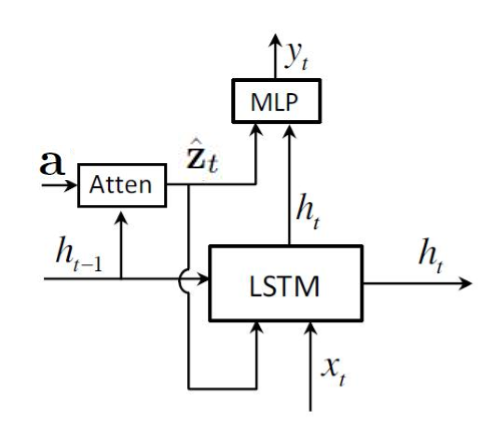 y_t
MLP
a
ẑ_t
Atten
h_t
h_{t-1}
h_t
LSTM
x_t